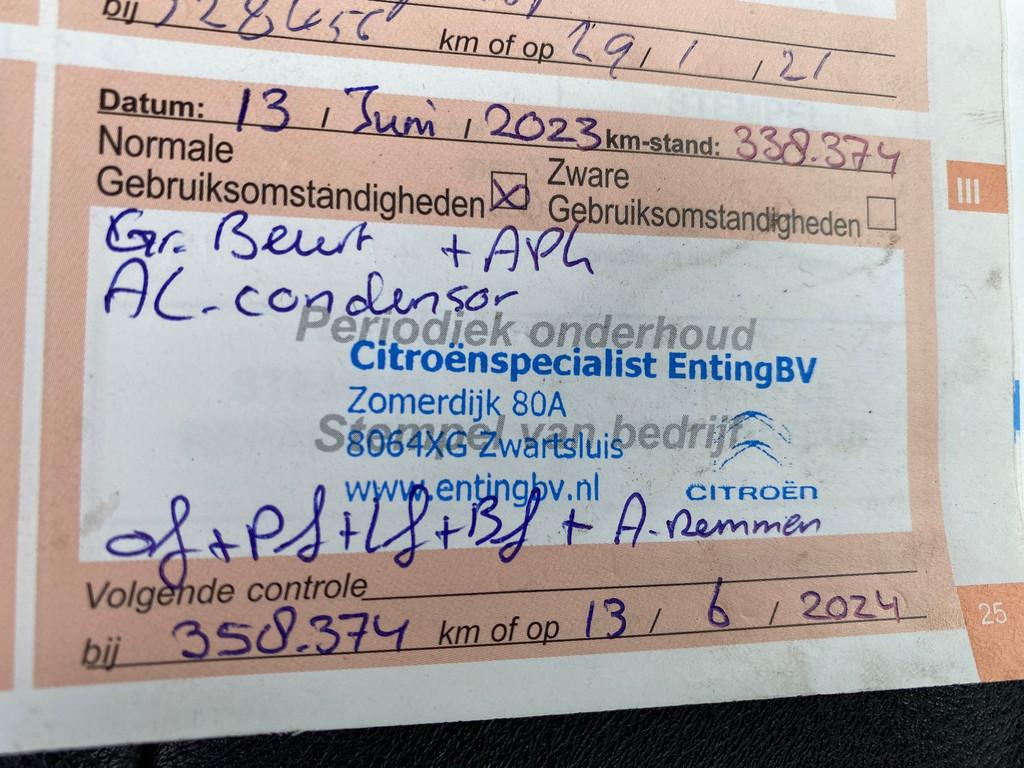 bij 328456 km of op 29 / 1 / 21
Datum: 13 / Juni / 2023 km-stand: 338.374
Normale Gebruiksomstandigheden
Zware Gebruiksomstandigheden
III
Gr. Beurt + APk
AC-condensor
Periodiek onderhoud
Citroënspecialist EntingBV
Zomerdijk 80A
Stempel van bedrijf
8064XG Zwartsluis
www.entingbv.nl
CITROËN
of + Pf + Lf + Bf + A-Remmen
Volgende controle
bij 358.374 km of op 13 / 6 / 2024
25